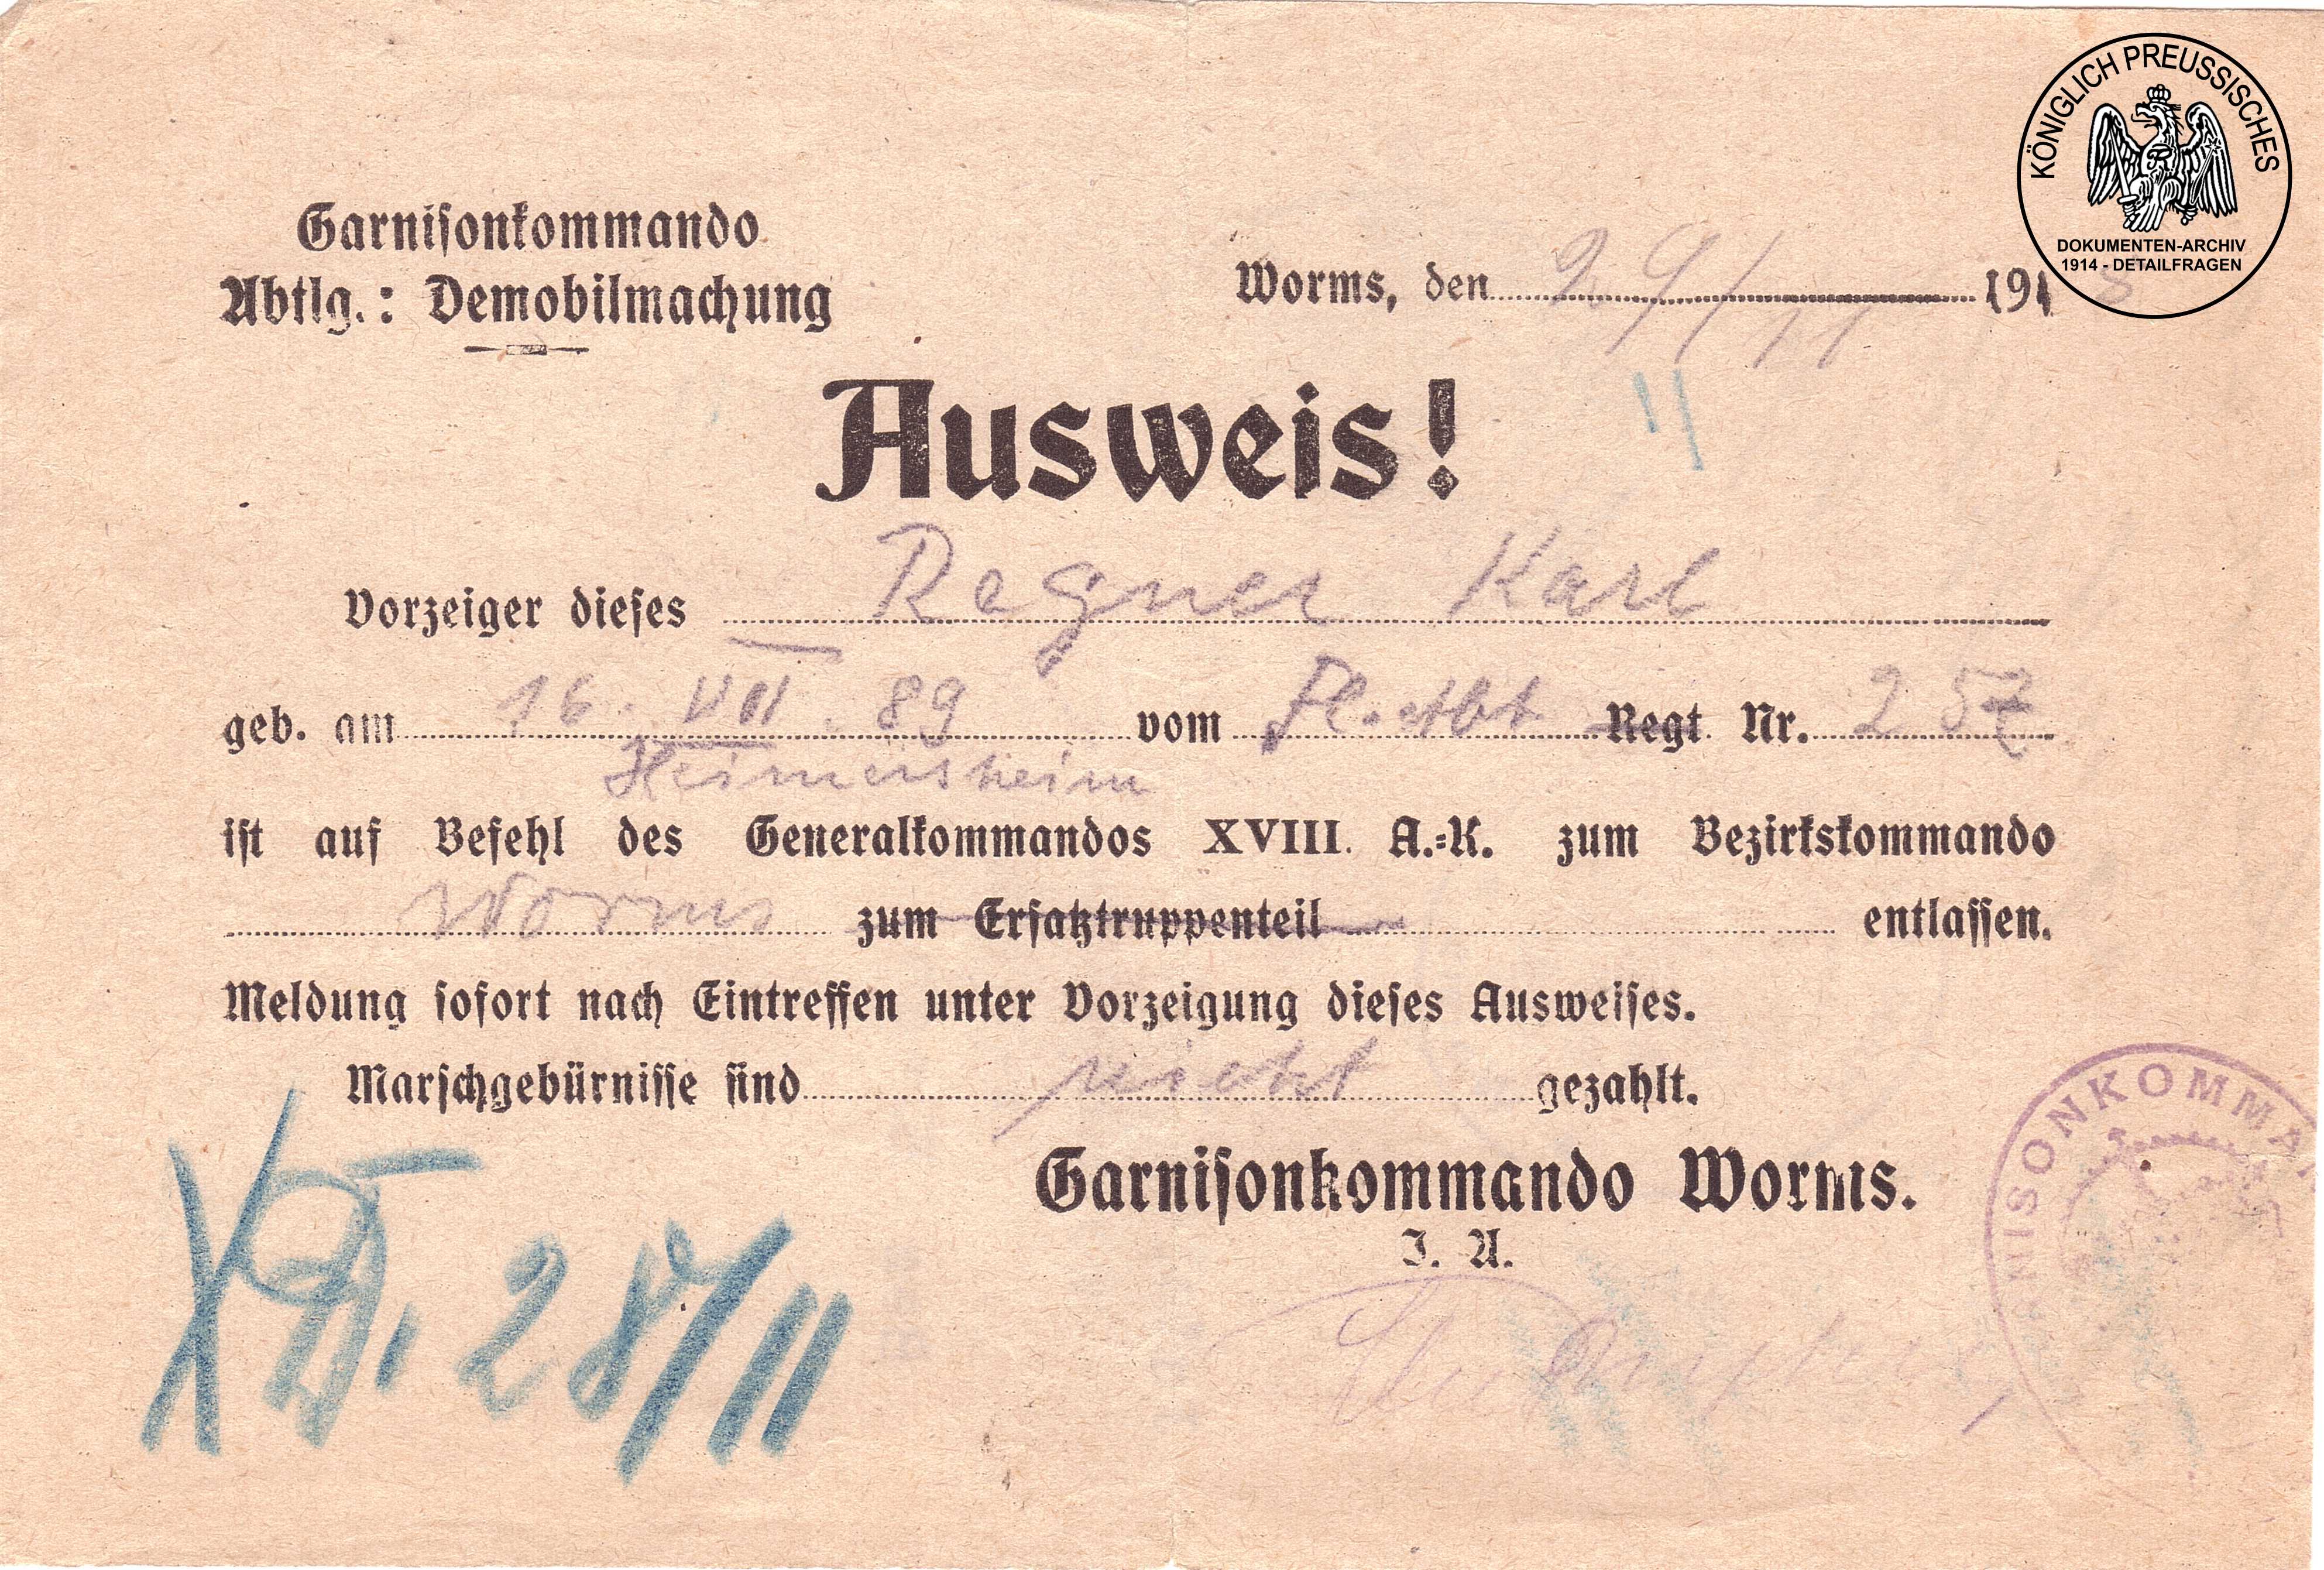 KÖNIGLICH PREUSSISCHES
DOKUMENTEN-ARCHIV
1914 - DETAILFRAGEN
Garnisonkommando
Abtlg.: Demobilmachung
Worms, den 29/11 1918
Ausweis!
Vorzeiger dieses Regner Karl
geb. am 16. VII. 89 vom Fl. Abt Regt Nr. 257
Heimersheim
ist auf Befehl des Generalkommandos XVIII. A.=K. zum Bezirkskommando
Worms zum Ersatztruppenteil entlassen.
Meldung sofort nach Eintreffen unter Vorzeigung dieses Ausweises.
Marschgebürnisse sind nicht gezahlt.
Garnisonkommando Worms.
I. A.
28/11